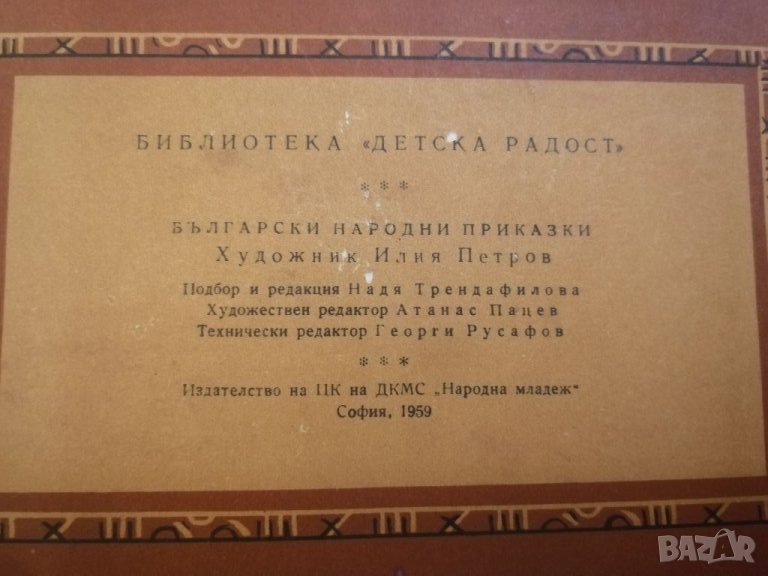 БИБЛИОТЕКА «ДЕТСКА РАДОСТ»
* * *
БЪЛГАРСКИ НАРОДНИ ПРИКАЗКИ
Художник Илия Петров
Подбор и редакция Надя Трендафилова
Художествен редактор Атанас Пацев
Технически редактор Георги Русафов
* * *
Издателство на ЦК на ДКМС „Народна младеж“
София, 1959
BAZAR